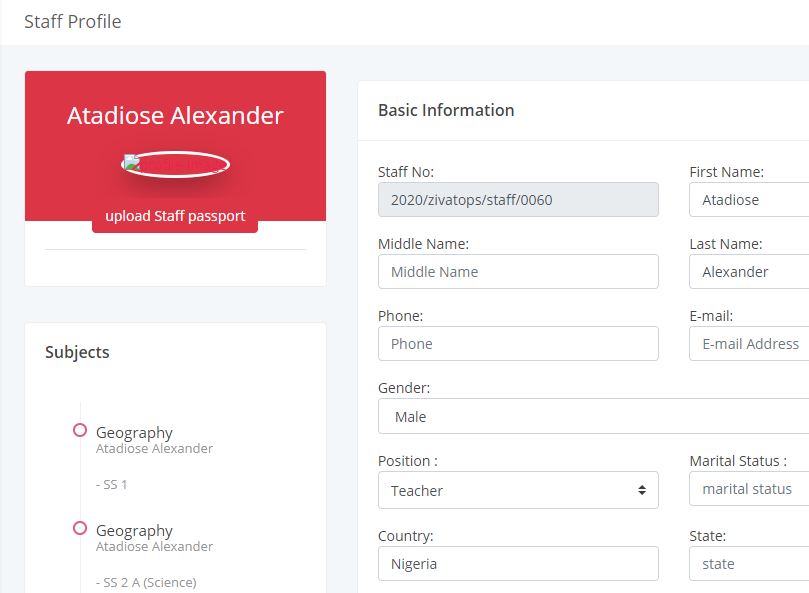 Staff Profile
Atadiose Alexander
upload Staff passport
Subjects
Geography
Atadiose Alexander
- SS 1
Geography
Atadiose Alexander
- SS 2 A (Science)
Basic Information
Staff No:
2020/zivatops/staff/0060
First Name:
Atadiose
Middle Name:
Middle Name
Last Name:
Alexander
Phone:
Phone
E-mail:
E-mail Address
Gender:
Male
Position :
Teacher
Marital Status :
marital status
Country:
Nigeria
State:
state